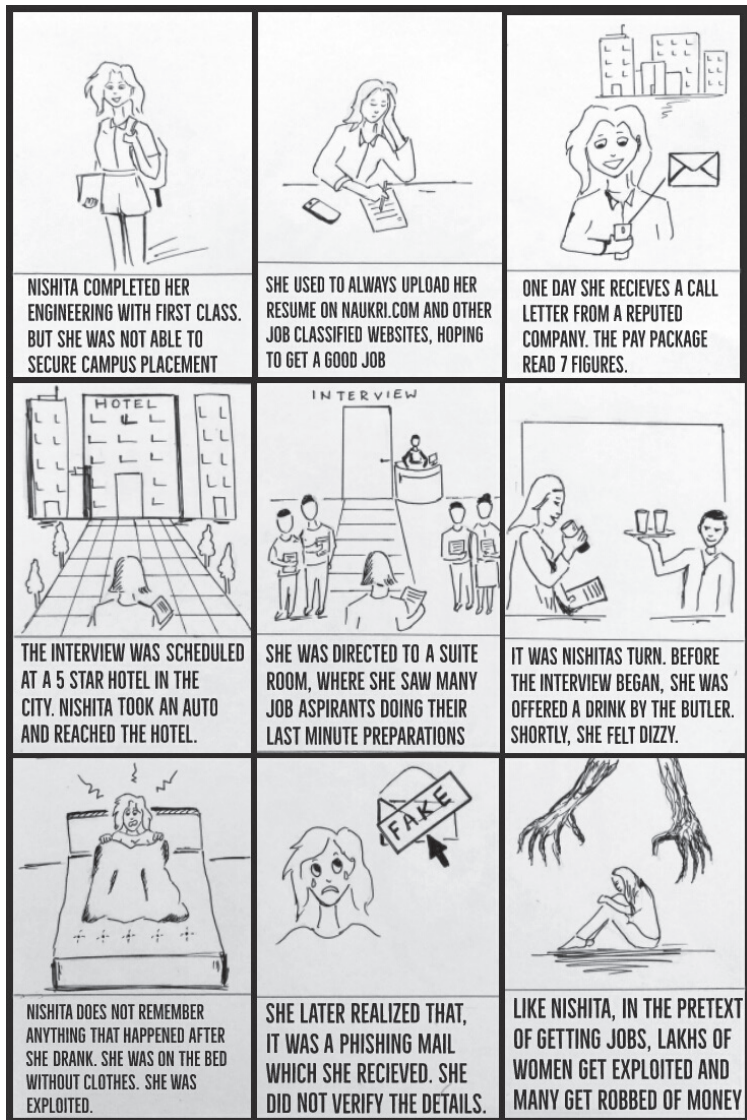 NISHITA COMPLETED HER
ENGINEERING WITH FIRST CLASS.
BUT SHE WAS NOT ABLE TO
SECURE CAMPUS PLACEMENT
SHE USED TO ALWAYS UPLOAD HER
RESUME ON NAUKRI.COM AND OTHER
JOB CLASSIFIED WEBSITES, HOPING
TO GET A GOOD JOB
ONE DAY SHE RECIEVES A CALL
LETTER FROM A REPUTED
COMPANY. THE PAY PACKAGE
READ 7 FIGURES.
HOTEL
THE INTERVIEW WAS SCHEDULED
AT A 5 STAR HOTEL IN THE
CITY. NISHITA TOOK AN AUTO
AND REACHED THE HOTEL.
INTERVIEW
SHE WAS DIRECTED TO A SUITE
ROOM, WHERE SHE SAW MANY
JOB ASPIRANTS DOING THEIR
LAST MINUTE PREPARATIONS
IT WAS NISHITAS TURN. BEFORE
THE INTERVIEW BEGAN, SHE WAS
OFFERED A DRINK BY THE BUTLER.
SHORTLY, SHE FELT DIZZY.
NISHITA DOES NOT REMEMBER
ANYTHING THAT HAPPENED AFTER
SHE DRANK. SHE WAS ON THE BED
WITHOUT CLOTHES. SHE WAS
EXPLOITED.
FAKE
SHE LATER REALIZED THAT,
IT WAS A PHISHING MAIL
WHICH SHE RECIEVED. SHE
DID NOT VERIFY THE DETAILS.
LIKE NISHITA, IN THE PRETEXT
OF GETTING JOBS, LAKHS OF
WOMEN GET EXPLOITED AND
MANY GET ROBBED OF MONEY